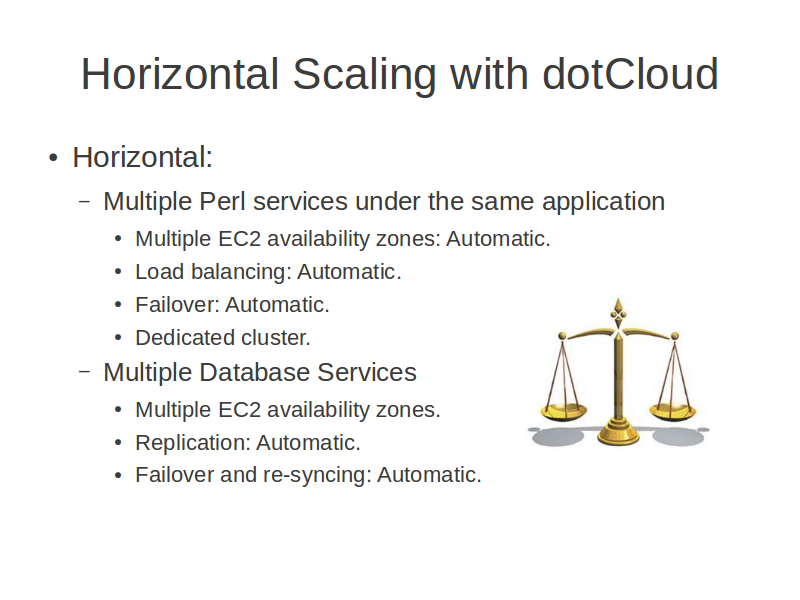 Horizontal Scaling with dotCloud
• Horizontal:
– Multiple Perl services under the same application
• Multiple EC2 availability zones: Automatic.
• Load balancing: Automatic.
• Failover: Automatic.
• Dedicated cluster.
– Multiple Database Services
• Multiple EC2 availability zones.
• Replication: Automatic.
• Failover and re-syncing: Automatic.